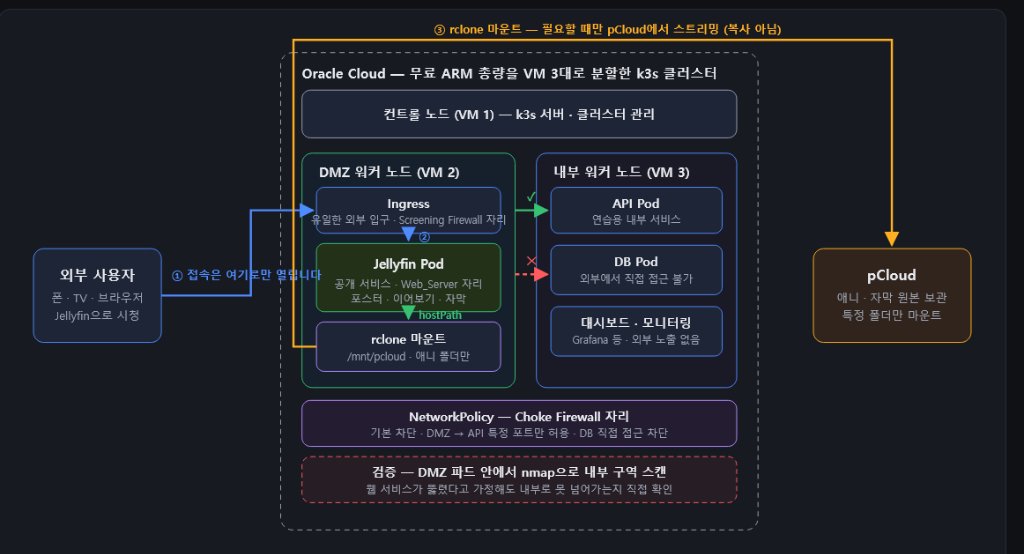 ③ rclone 마운트 — 필요할 때만 pCloud에서 스트리밍 (복사 아님)
Oracle Cloud — 무료 ARM 총량을 VM 3대로 분할한 k3s 클러스터
컨트롤 노드 (VM 1) — k3s 서버 · 클러스터 관리
DMZ 워커 노드 (VM 2)
Ingress
유일한 외부 입구 · Screening Firewall 자리
②
Jellyfin Pod
공개 서비스 · Web_Server 자리
포스터 · 이어보기 · 자막
hostPath
rclone 마운트
/mnt/pcloud · 애니 폴더만
✓
✕
내부 워커 노드 (VM 3)
API Pod
연습용 내부 서비스
DB Pod
외부에서 직접 접근 불가
대시보드 · 모니터링
Grafana 등 · 외부 노출 없음
외부 사용자
폰 · TV · 브라우저
Jellyfin으로 시청
① 접속은 여기로만 열립니다
pCloud
애니 · 자막 원본 보관
특정 폴더만 마운트
NetworkPolicy — Choke Firewall 자리
기본 차단 · DMZ → API 특정 포트만 허용 · DB 직접 접근 차단
검증 — DMZ 파드 안에서 nmap으로 내부 구역 스캔
웹 서비스가 뚫렸다고 가정해도 내부로 못 넘어가는지 직접 확인